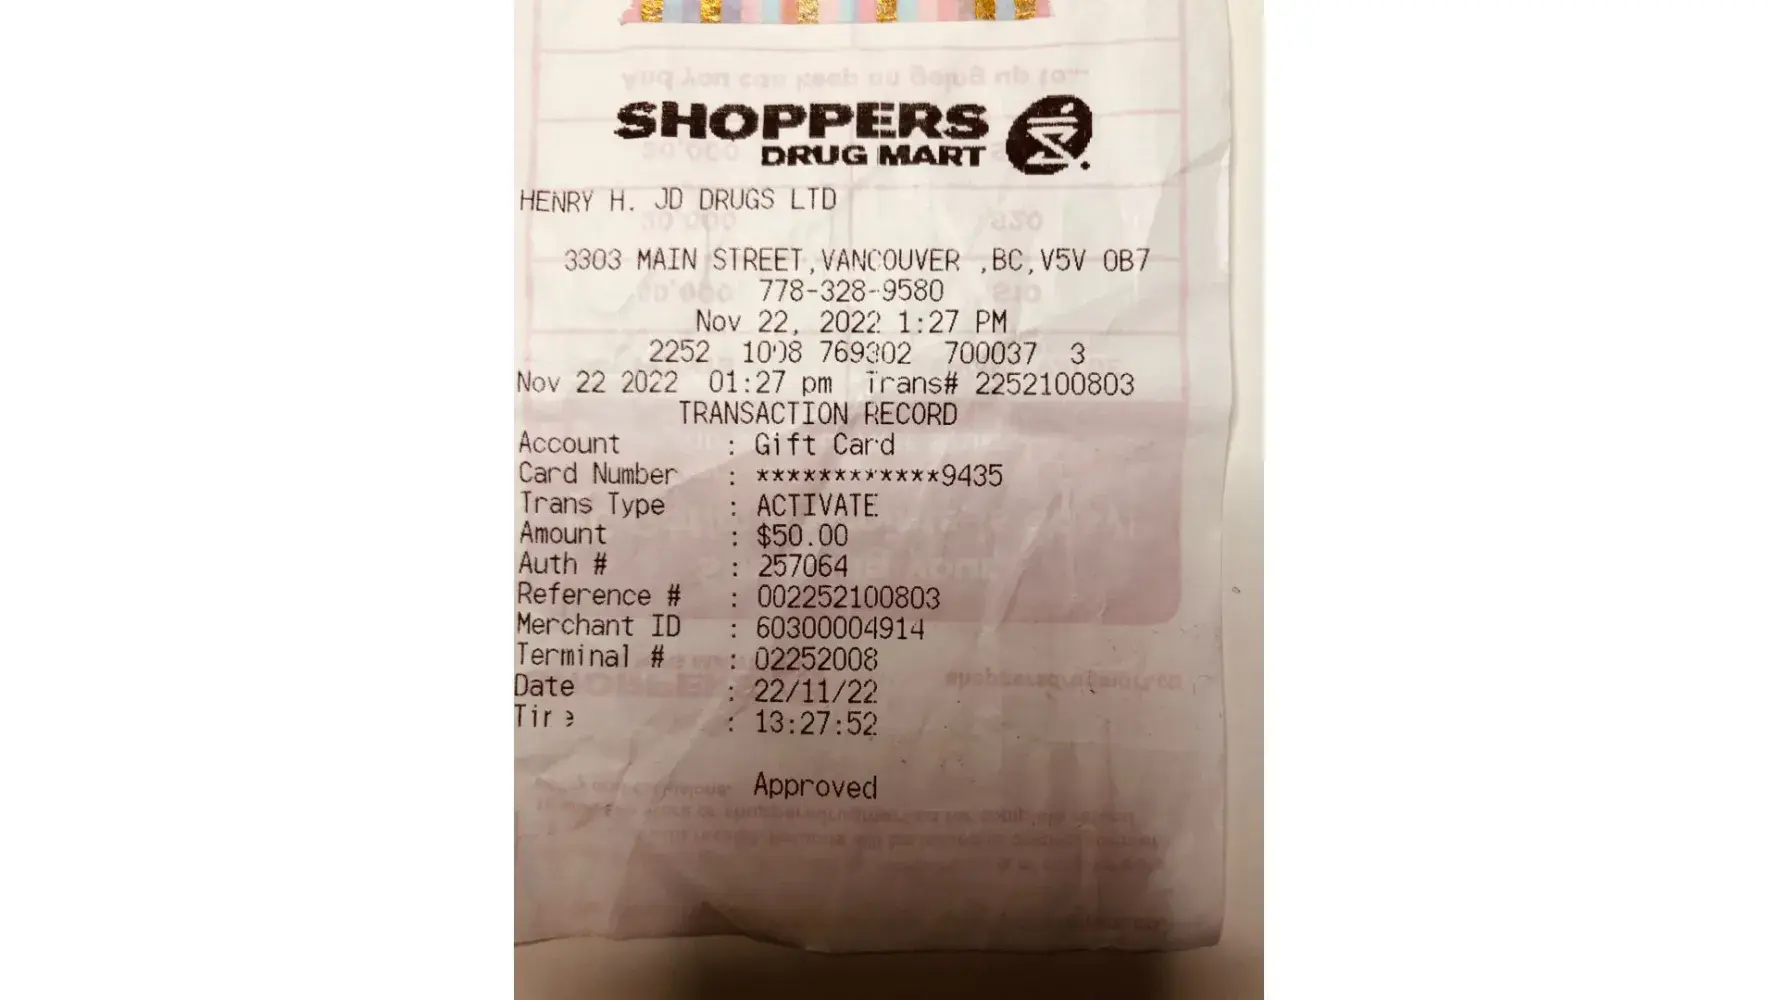 SHOPPERS
DRUG MART
HENRY H. JD DRUGS LTD
3303 MAIN STREET,VANCOUVER ,BC,V5V 0B7
778-328-9580
Nov 22, 2022 1:27 PM
2252 1008 769302 700037 3
Nov 22 2022 01:27 pm Trans# 2252100803
TRANSACTION RECORD
Account : Gift Card
Card Number : ************9435
Trans Type : ACTIVATE
Amount : $50.00
Auth # : 257064
Reference # : 002252100803
Merchant ID : 60300004914
Terminal # : 02252008
Date : 22/11/22
Time : 13:27:52
Approved